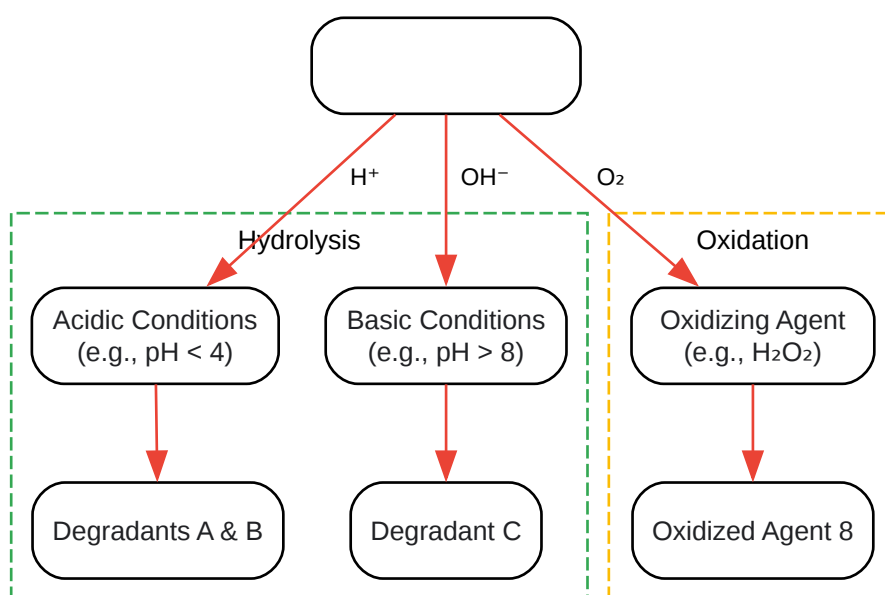 H⁺
OH⁻
O₂
Hydrolysis
Oxidation
Acidic Conditions
(e.g., pH < 4)
Basic Conditions
(e.g., pH > 8)
Oxidizing Agent
(e.g., H₂O₂)
Degradants A & B
Degradant C
Oxidized Agent 8